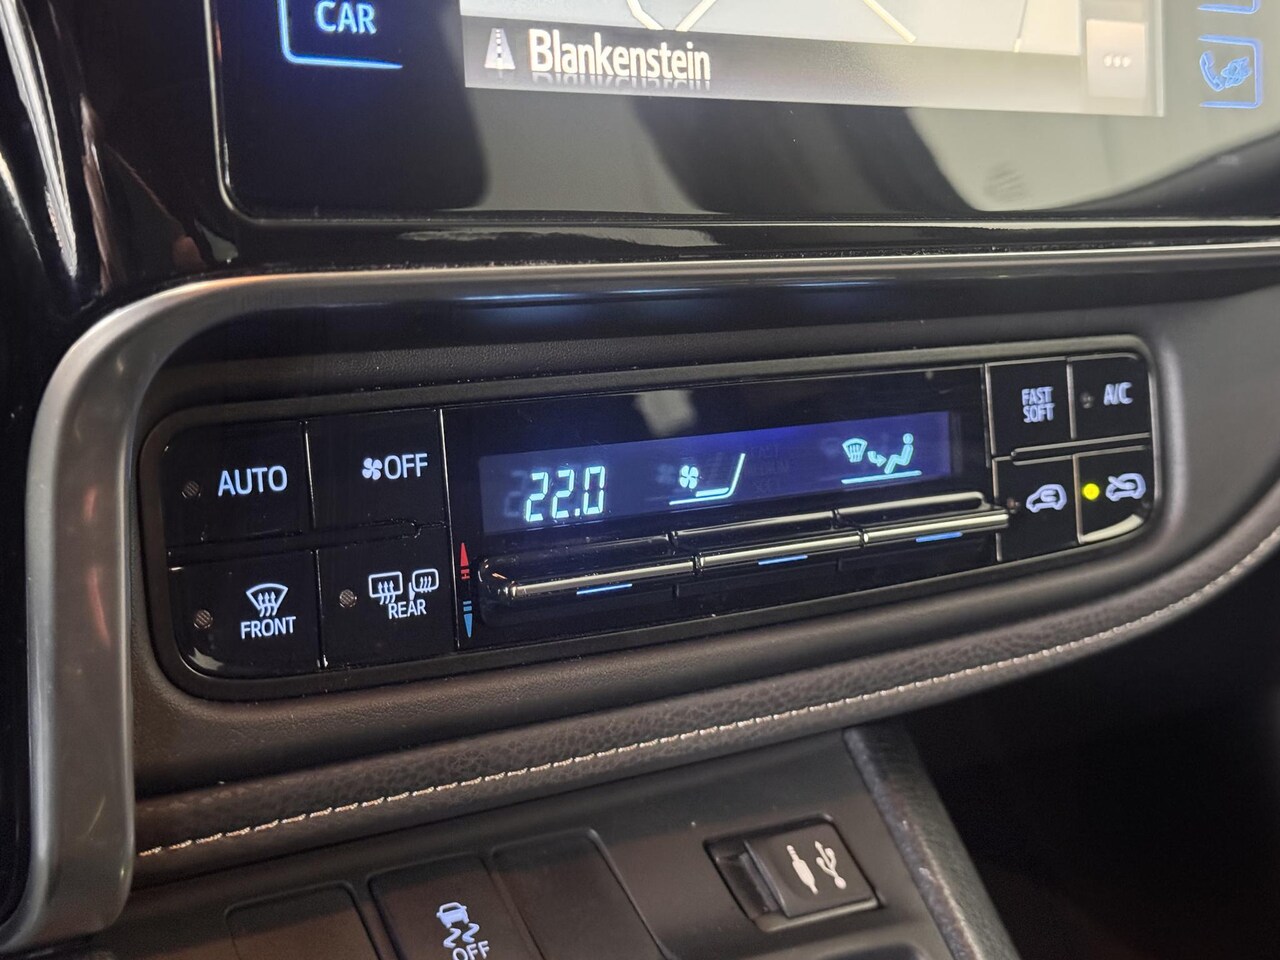 CAR
Blankenstein
...
AUTO
OFF
22.0
FAST
SOFT
A/C
FRONT
REAR
H
OFF